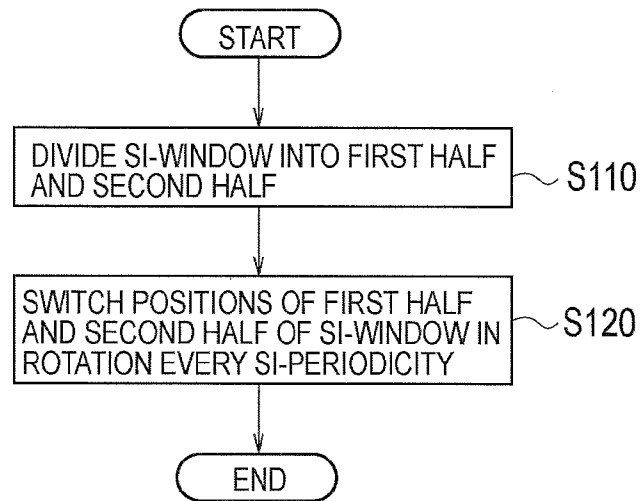 START
DIVIDE SI-WINDOW INTO FIRST HALF
AND SECOND HALF
S110
SWITCH POSITIONS OF FIRST HALF
AND SECOND HALF OF SI-WINDOW IN
ROTATION EVERY SI-PERIODICITY
S120
END